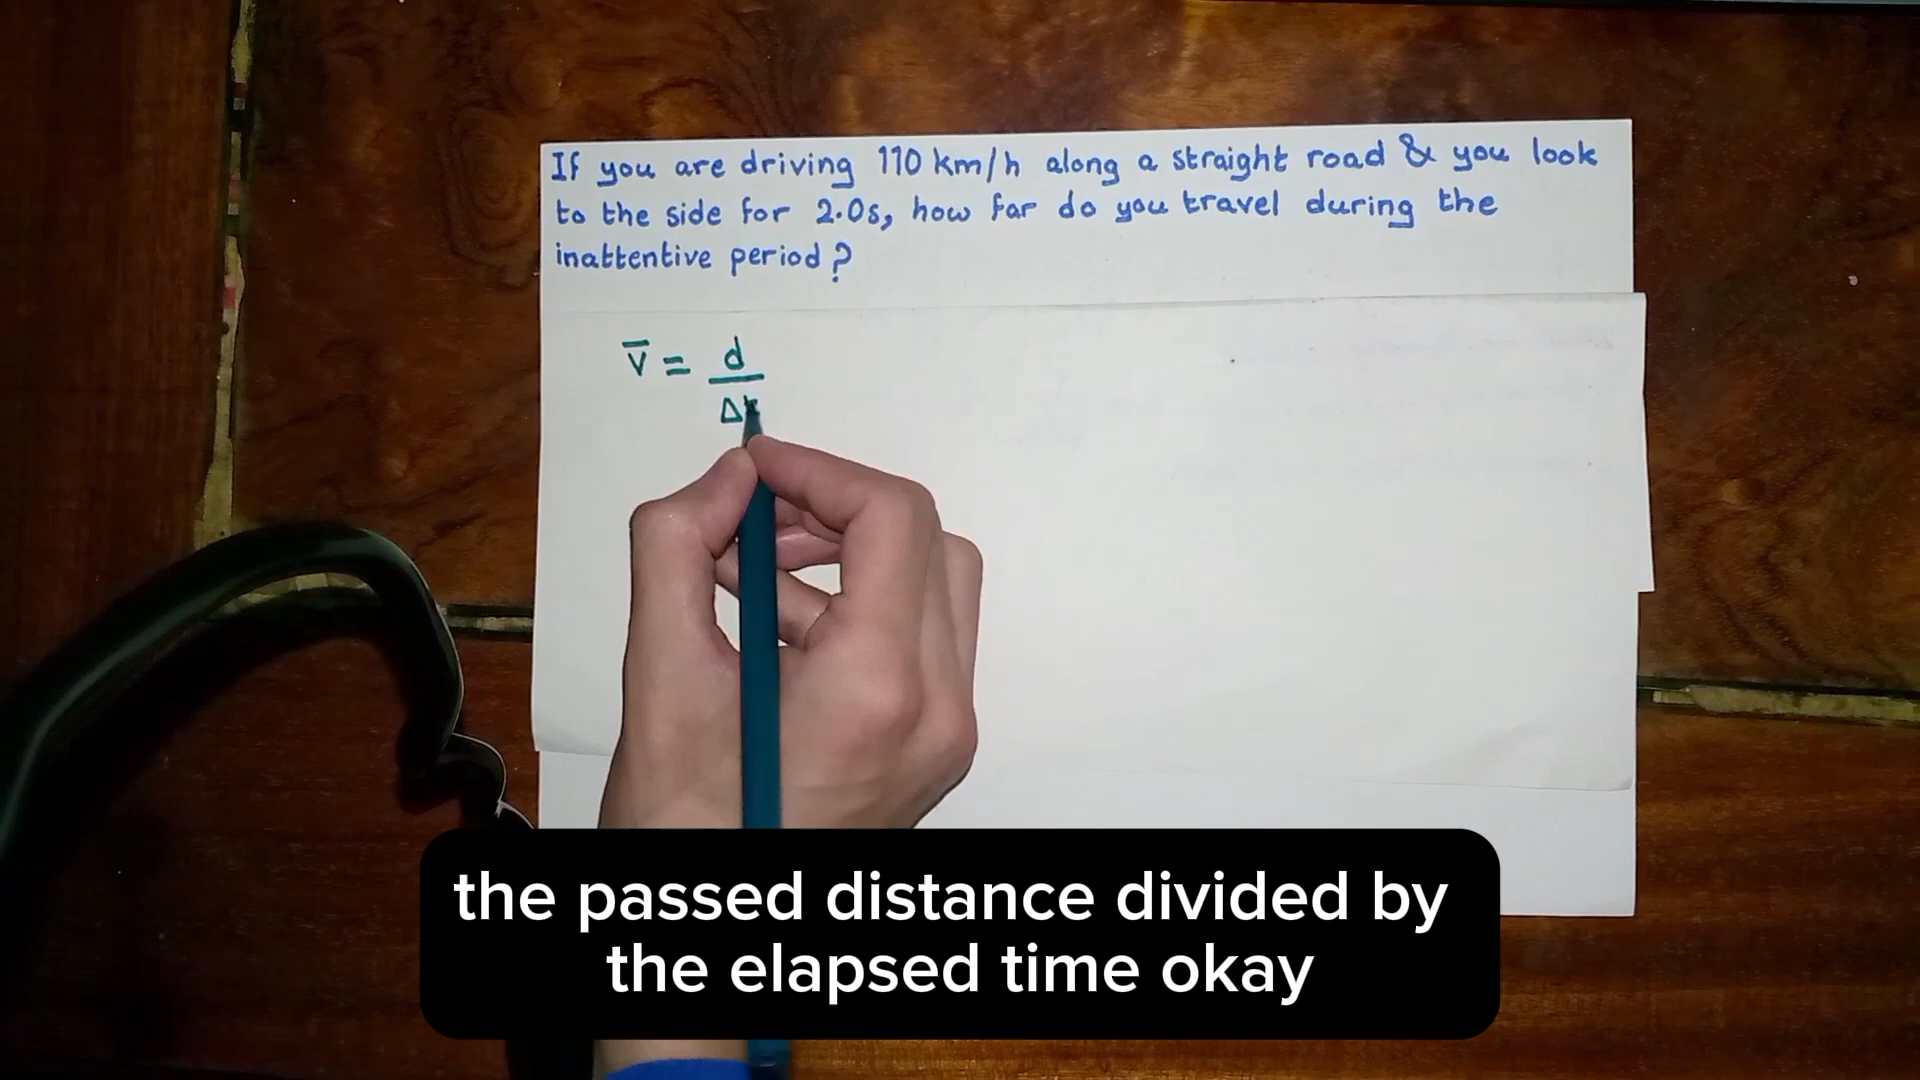 If you are driving 110 km/h along a straight road & you look
to the side for 2.0s, how far do you travel during the
inattentive period?
v̅ = d
Δt
the passed distance divided by
the elapsed time okay